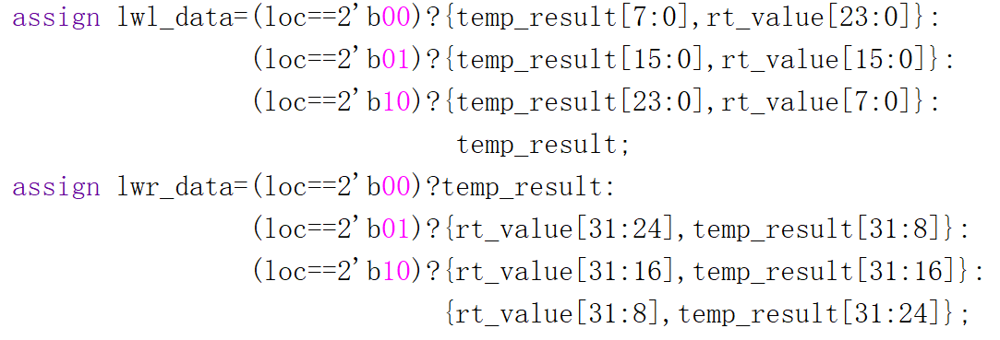 assign lwl_data=(loc==2'b00)?{temp_result[7:0],rt_value[23:0]}:
(loc==2'b01)?{temp_result[15:0],rt_value[15:0]}:
(loc==2'b10)?{temp_result[23:0],rt_value[7:0]}:
temp_result;
assign lwr_data=(loc==2'b00)?temp_result:
(loc==2'b01)?{rt_value[31:24],temp_result[31:8]}:
(loc==2'b10)?{rt_value[31:16],temp_result[31:16]}:
{rt_value[31:8],temp_result[31:24]};